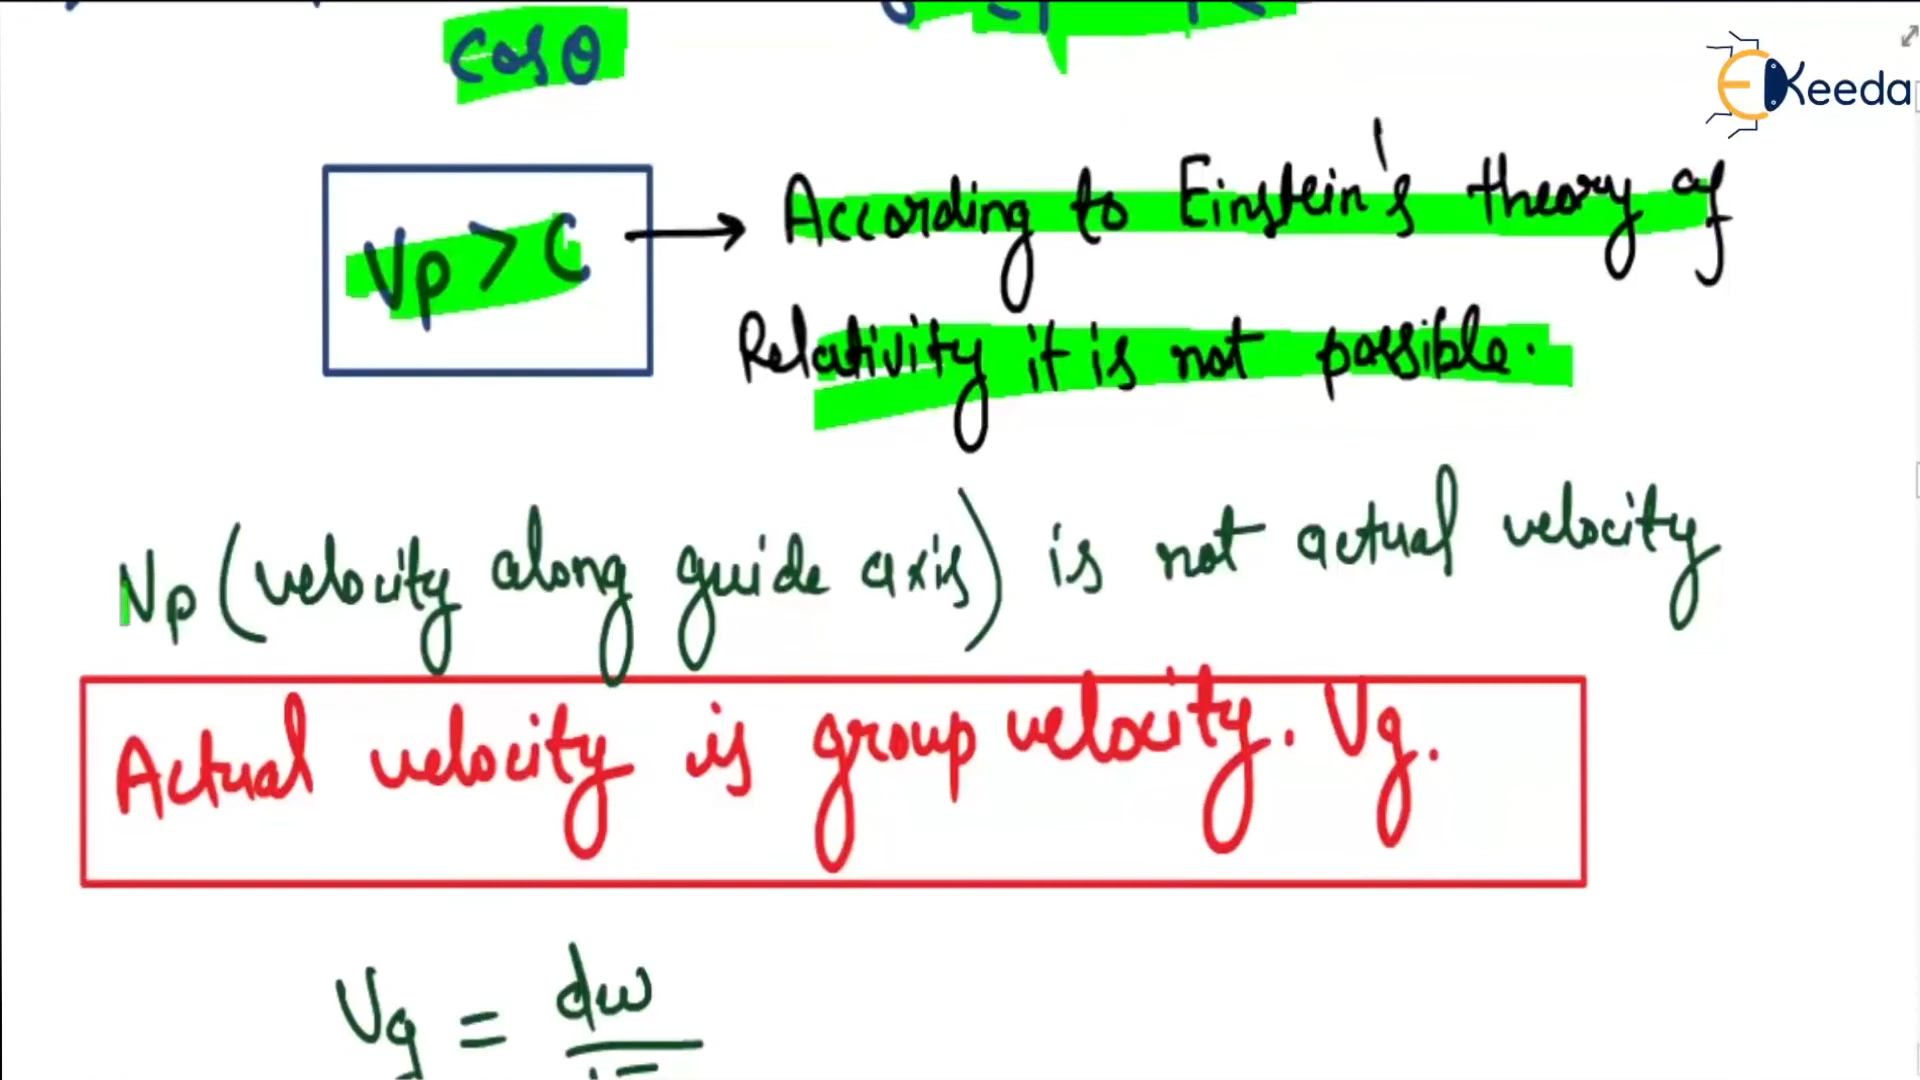 cosθ
EKeeda
Vp > C → According to Einstein's theory of
Relativity it is not possible.
Vp (velocity along guide axis) is not actual velocity
Actual velocity is group velocity. Vg.
Vg = dω